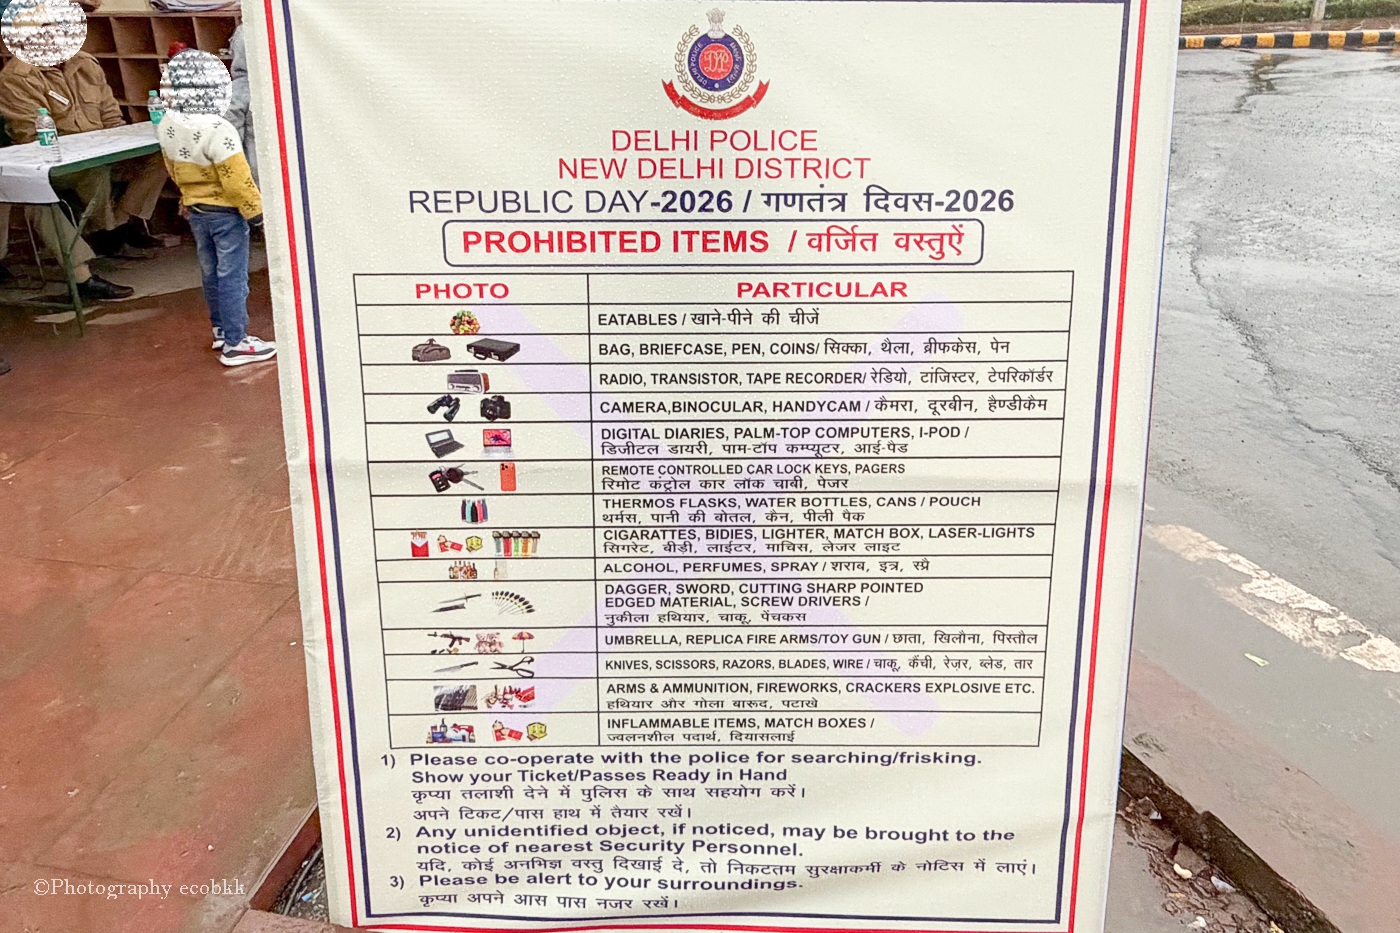 DELHI POLICE
NEW DELHI DISTRICT
REPUBLIC DAY-2026 / गणतंत्र दिवस-2026
PROHIBITED ITEMS / वर्जित वस्तुऐं
PHOTO PARTICULAR
EATABLES / खाने-पीने की चीजें
BAG, BRIEFCASE, PEN, COINS/ सिक्का, थैला, ब्रीफकेस, पेन
RADIO, TRANSISTOR, TAPE RECORDER/ रेडियो, टांजिस्टर, टेपरिकॉर्डर
CAMERA,BINOCULAR, HANDYCAM / कैमरा, दूरबीन, हैण्डीकैम
DIGITAL DIARIES, PALM-TOP COMPUTERS, I-POD /
डिजीटल डायरी, पाम-टॉप कम्प्यूटर, आई-पैड
REMOTE CONTROLLED CAR LOCK KEYS, PAGERS
रिमोट कंट्रोल कार लॉक चाबी, पेजर
THERMOS FLASKS, WATER BOTTLES, CANS / POUCH
थर्मस, पानी की बोतल, कैन, पीली पैक
CIGARATTES, BIDIES, LIGHTER, MATCH BOX, LASER-LIGHTS
सिगरेट, बीड़ी, लाईटर, माचिस, लेजर लाइट
ALCOHOL, PERFUMES, SPRAY / शराब, इत्र, स्प्रै
DAGGER, SWORD, CUTTING SHARP POINTED
EDGED MATERIAL, SCREW DRIVERS /
नुकीला हथियार, चाकू, पेंचकस
UMBRELLA, REPLICA FIRE ARMS/TOY GUN / छाता, खिलौना, पिस्तौल
KNIVES, SCISSORS, RAZORS, BLADES, WIRE / चाकू, कैंची, रेजर, ब्लेड, तार
ARMS & AMMUNITION, FIREWORKS, CRACKERS EXPLOSIVE ETC.
हथियार और गोला बारूद, पटाखे
INFLAMMABLE ITEMS, MATCH BOXES /
ज्वलनशील पदार्थ, दियासलाई
1) Please co-operate with the police for searching/frisking.
Show your Ticket/Passes Ready in Hand
कृप्या तलाशी देने में पुलिस के साथ सहयोग करें।
अपने टिकट/पास हाथ में तैयार रखें।
2) Any unidentified object, if noticed, may be brought to the
notice of nearest Security Personnel.
यदि, कोई अनभिज्ञ वस्तु दिखाई दे, तो निकटतम सुरक्षाकर्मी के नोटिस में लाएं।
3) Please be alert to your surroundings.
कृप्या अपने आस पास नजर रखें।
©Photography ecobkk